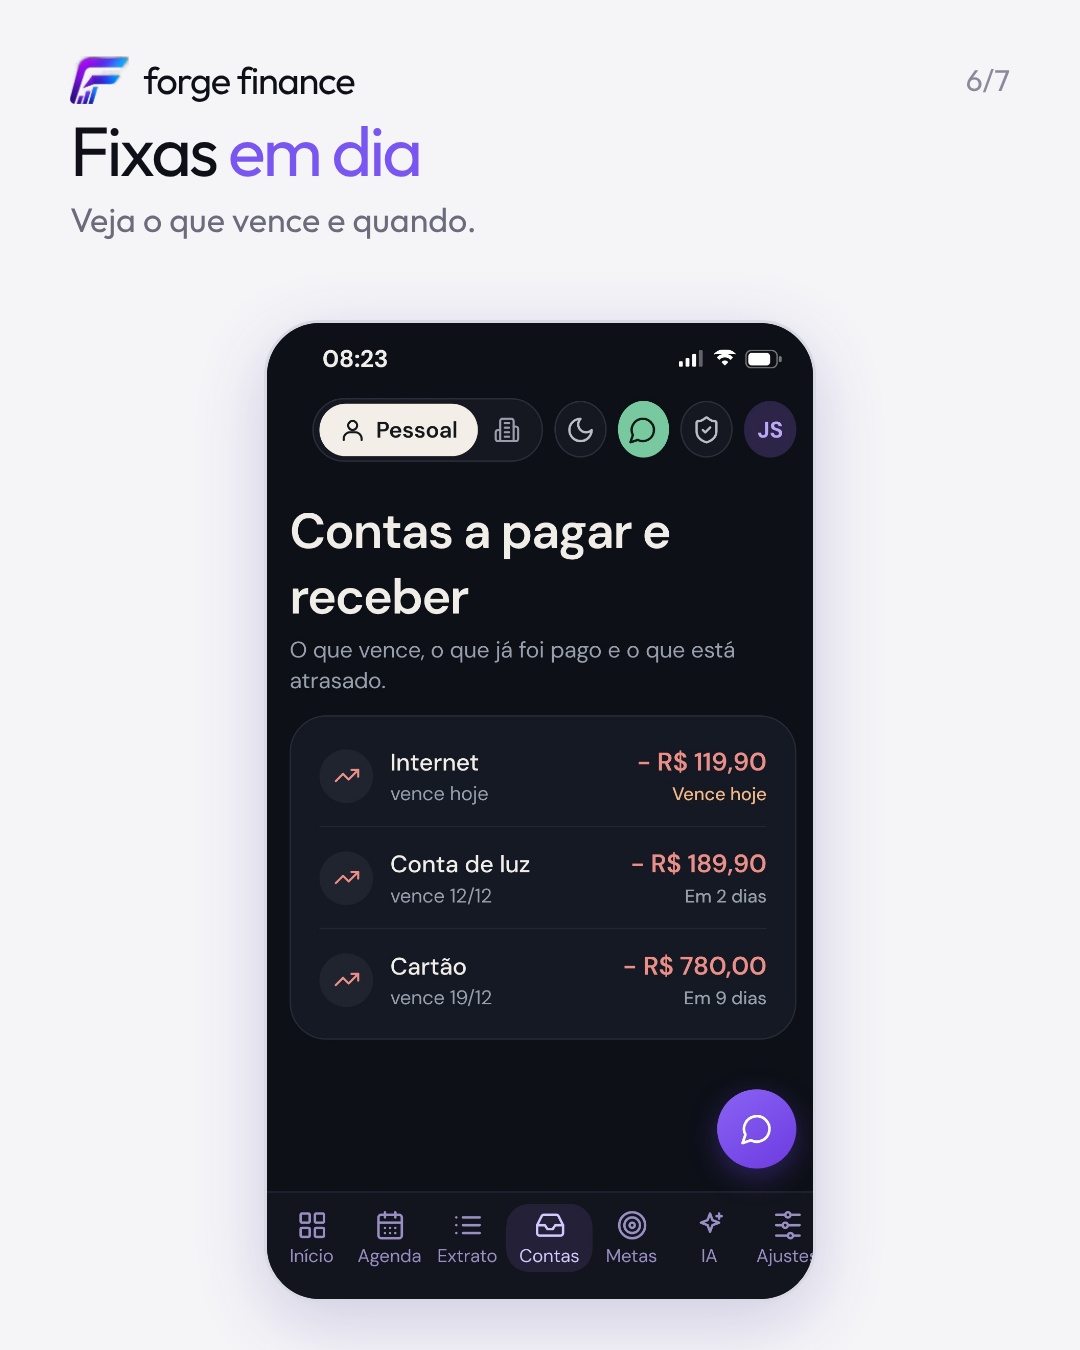 forge finance
6/7
Fixas em dia
Veja o que vence e quando.
08:23
Pessoal
JS
Contas a pagar e
receber
O que vence, o que já foi pago e o que está
atrasado.
Internet
- R$ 119,90
vence hoje
Vence hoje
Conta de luz
- R$ 189,90
vence 12/12
Em 2 dias
Cartão
- R$ 780,00
vence 19/12
Em 9 dias
Início
Agenda
Extrato
Contas
Metas
IA
Ajustes